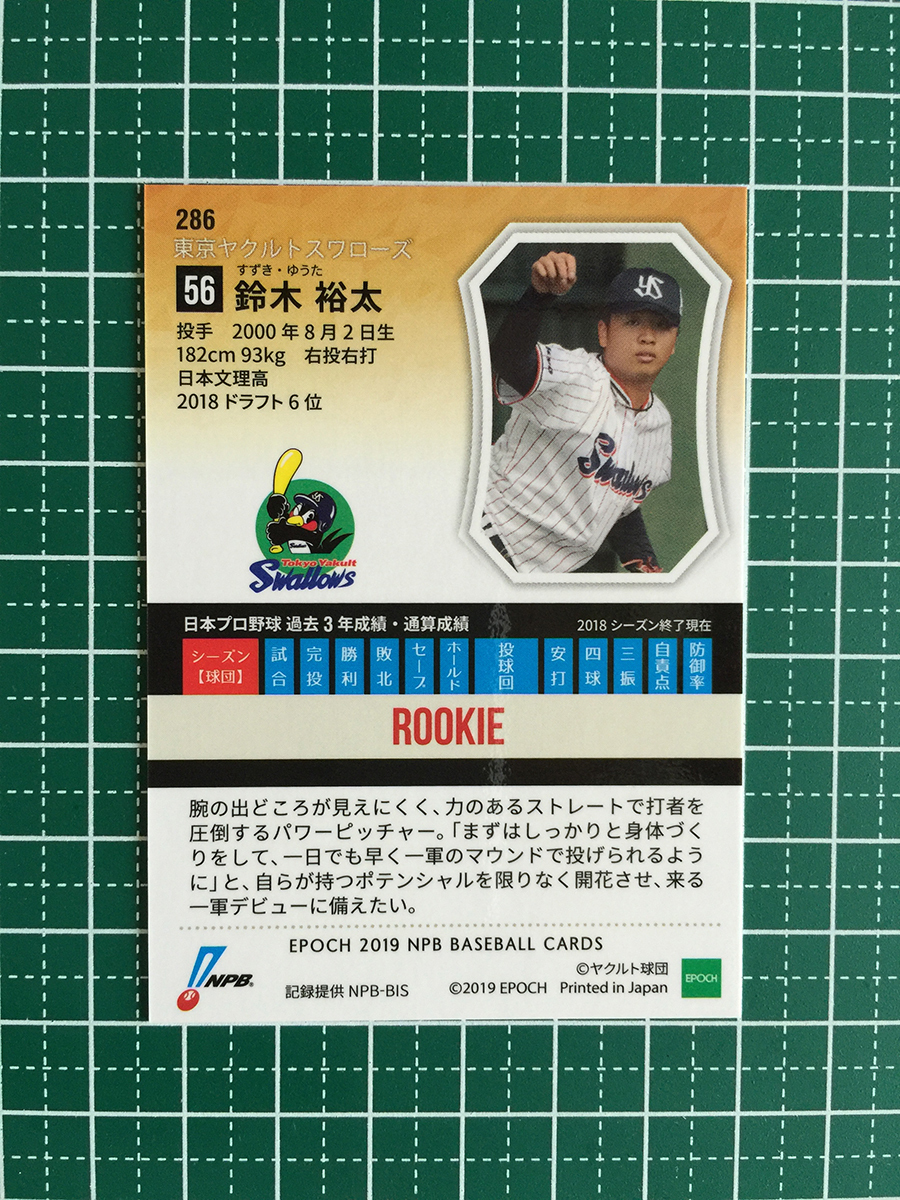 286
東京ヤクルトスワローズ
すずき・ゆうた
56 鈴木 裕太
投手 2000年8月2日生
182cm 93kg 右投右打
日本文理高
2018ドラフト6位
YS
Swallows
Tokyo Yakult
Swallows
日本プロ野球 過去3年成績・通算成績 2018 シーズン終了現在
シーズン【球団】 試合 完投 勝利 敗北 セーブ ホールド 投球回 安打 四球 三振 自責点 防御率
ROOKIE
腕の出どころが見えにくく、力のあるストレートで打者を
圧倒するパワーピッチャー。「まずはしっかりと身体づく
りをして、一日でも早く一軍のマウンドで投げられるよう
に」と、自らが持つポテンシャルを限りなく開花させ、来る
一軍デビューに備えたい。
EPOCH 2019 NPB BASEBALL CARDS
NPB
©ヤクルト球団
EPOCH
記録提供 NPB-BIS ©2019 EPOCH Printed in Japan